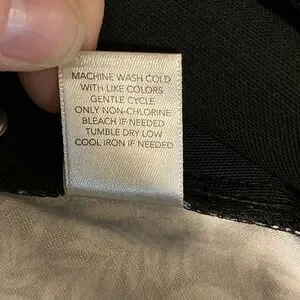 MACHINE WASH COLD
WITH LIKE COLORS
GENTLE CYCLE
ONLY NON-CHLORINE
BLEACH IF NEEDED
TUMBLE DRY LOW
COOL IRON IF NEEDED